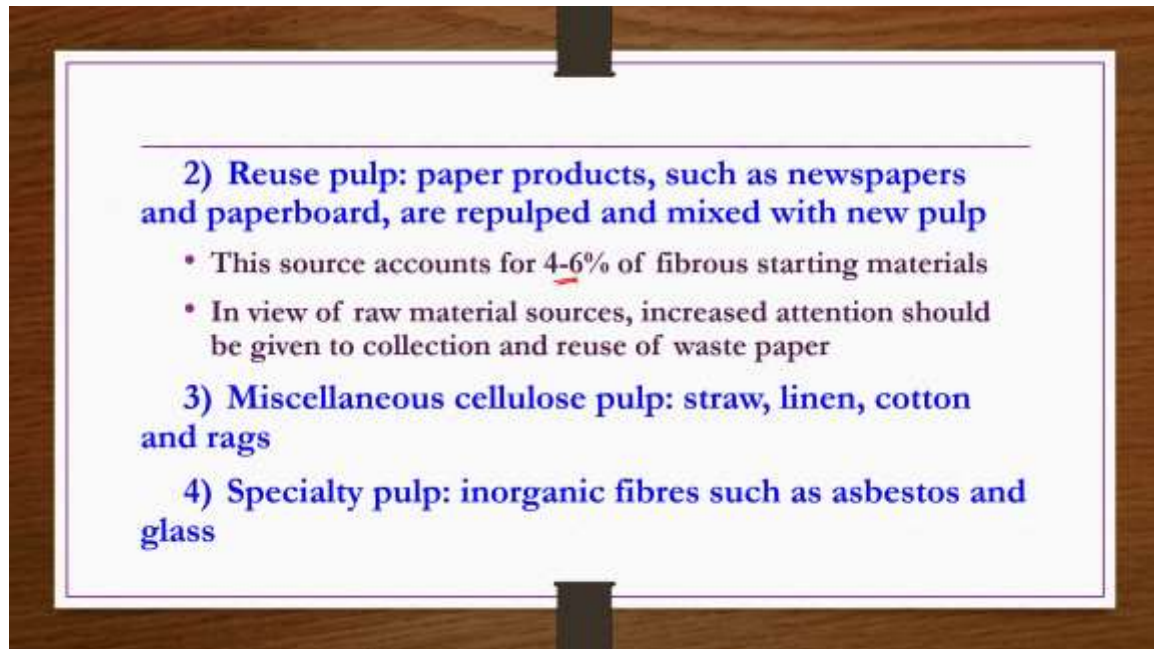 2) Reuse pulp: paper products, such as newspapers
and paperboard, are repulped and mixed with new pulp
• This source accounts for 4-6% of fibrous starting materials
• In view of raw material sources, increased attention should
be given to collection and reuse of waste paper
3) Miscellaneous cellulose pulp: straw, linen, cotton
and rags
4) Specialty pulp: inorganic fibres such as asbestos and
glass